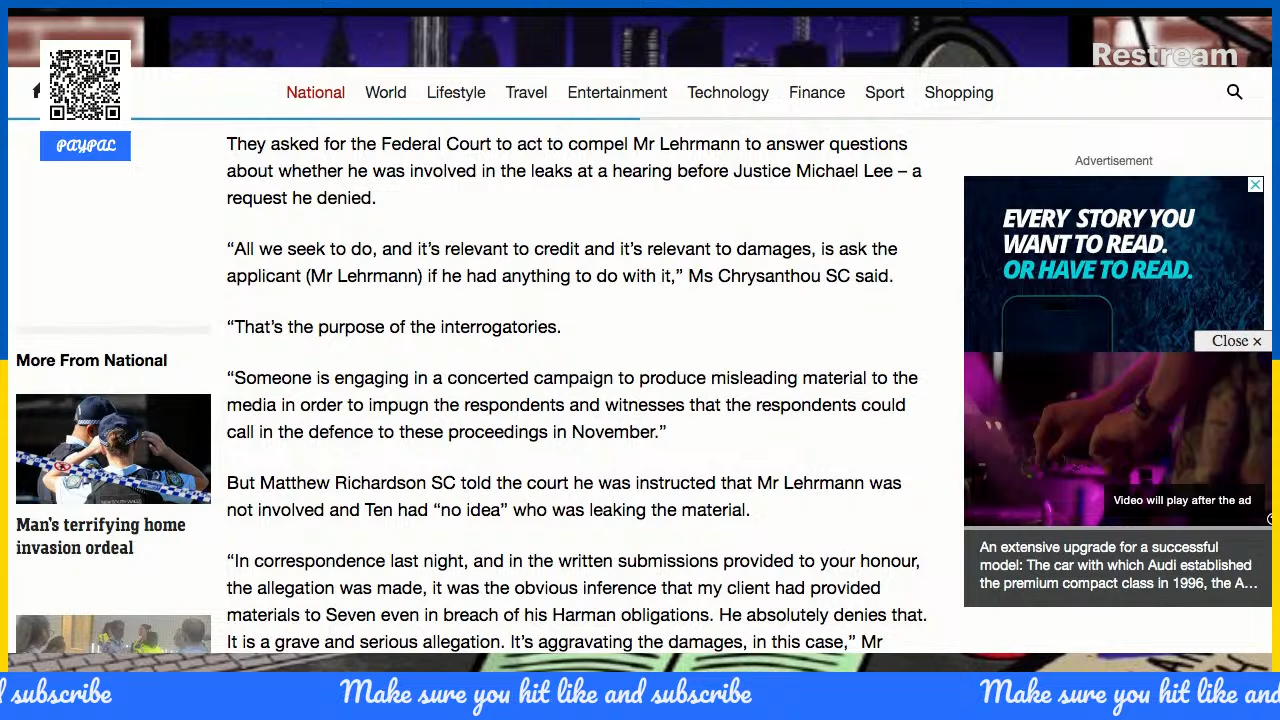 Restream
National World Lifestyle Travel Entertainment Technology Finance Sport Shopping
PAYPAL
They asked for the Federal Court to act to compel Mr Lehrmann to answer questions
about whether he was involved in the leaks at a hearing before Justice Michael Lee – a
request he denied.
“All we seek to do, and it’s relevant to credit and it’s relevant to damages, is ask the
applicant (Mr Lehrmann) if he had anything to do with it,” Ms Chrysanthou SC said.
“That’s the purpose of the interrogatories.
“Someone is engaging in a concerted campaign to produce misleading material to the
media in order to impugn the respondents and witnesses that the respondents could
call in the defence to these proceedings in November.”
But Matthew Richardson SC told the court he was instructed that Mr Lehrmann was
not involved and Ten had “no idea” who was leaking the material.
“In correspondence last night, and in the written submissions provided to your honour,
the allegation was made, it was the obvious inference that my client had provided
materials to Seven even in breach of his Harman obligations. He absolutely denies that.
It is a grave and serious allegation. It’s aggravating the damages, in this case,” Mr
More From National
Man’s terrifying home
invasion ordeal
Advertisement
EVERY STORY YOU
WANT TO READ.
OR HAVE TO READ.
Close ×
Video will play after the ad
An extensive upgrade for a successful
model: The car with which Audi established
the premium compact class in 1996, the A...
d subscribe Make sure you hit like and subscribe Make sure you hit like and